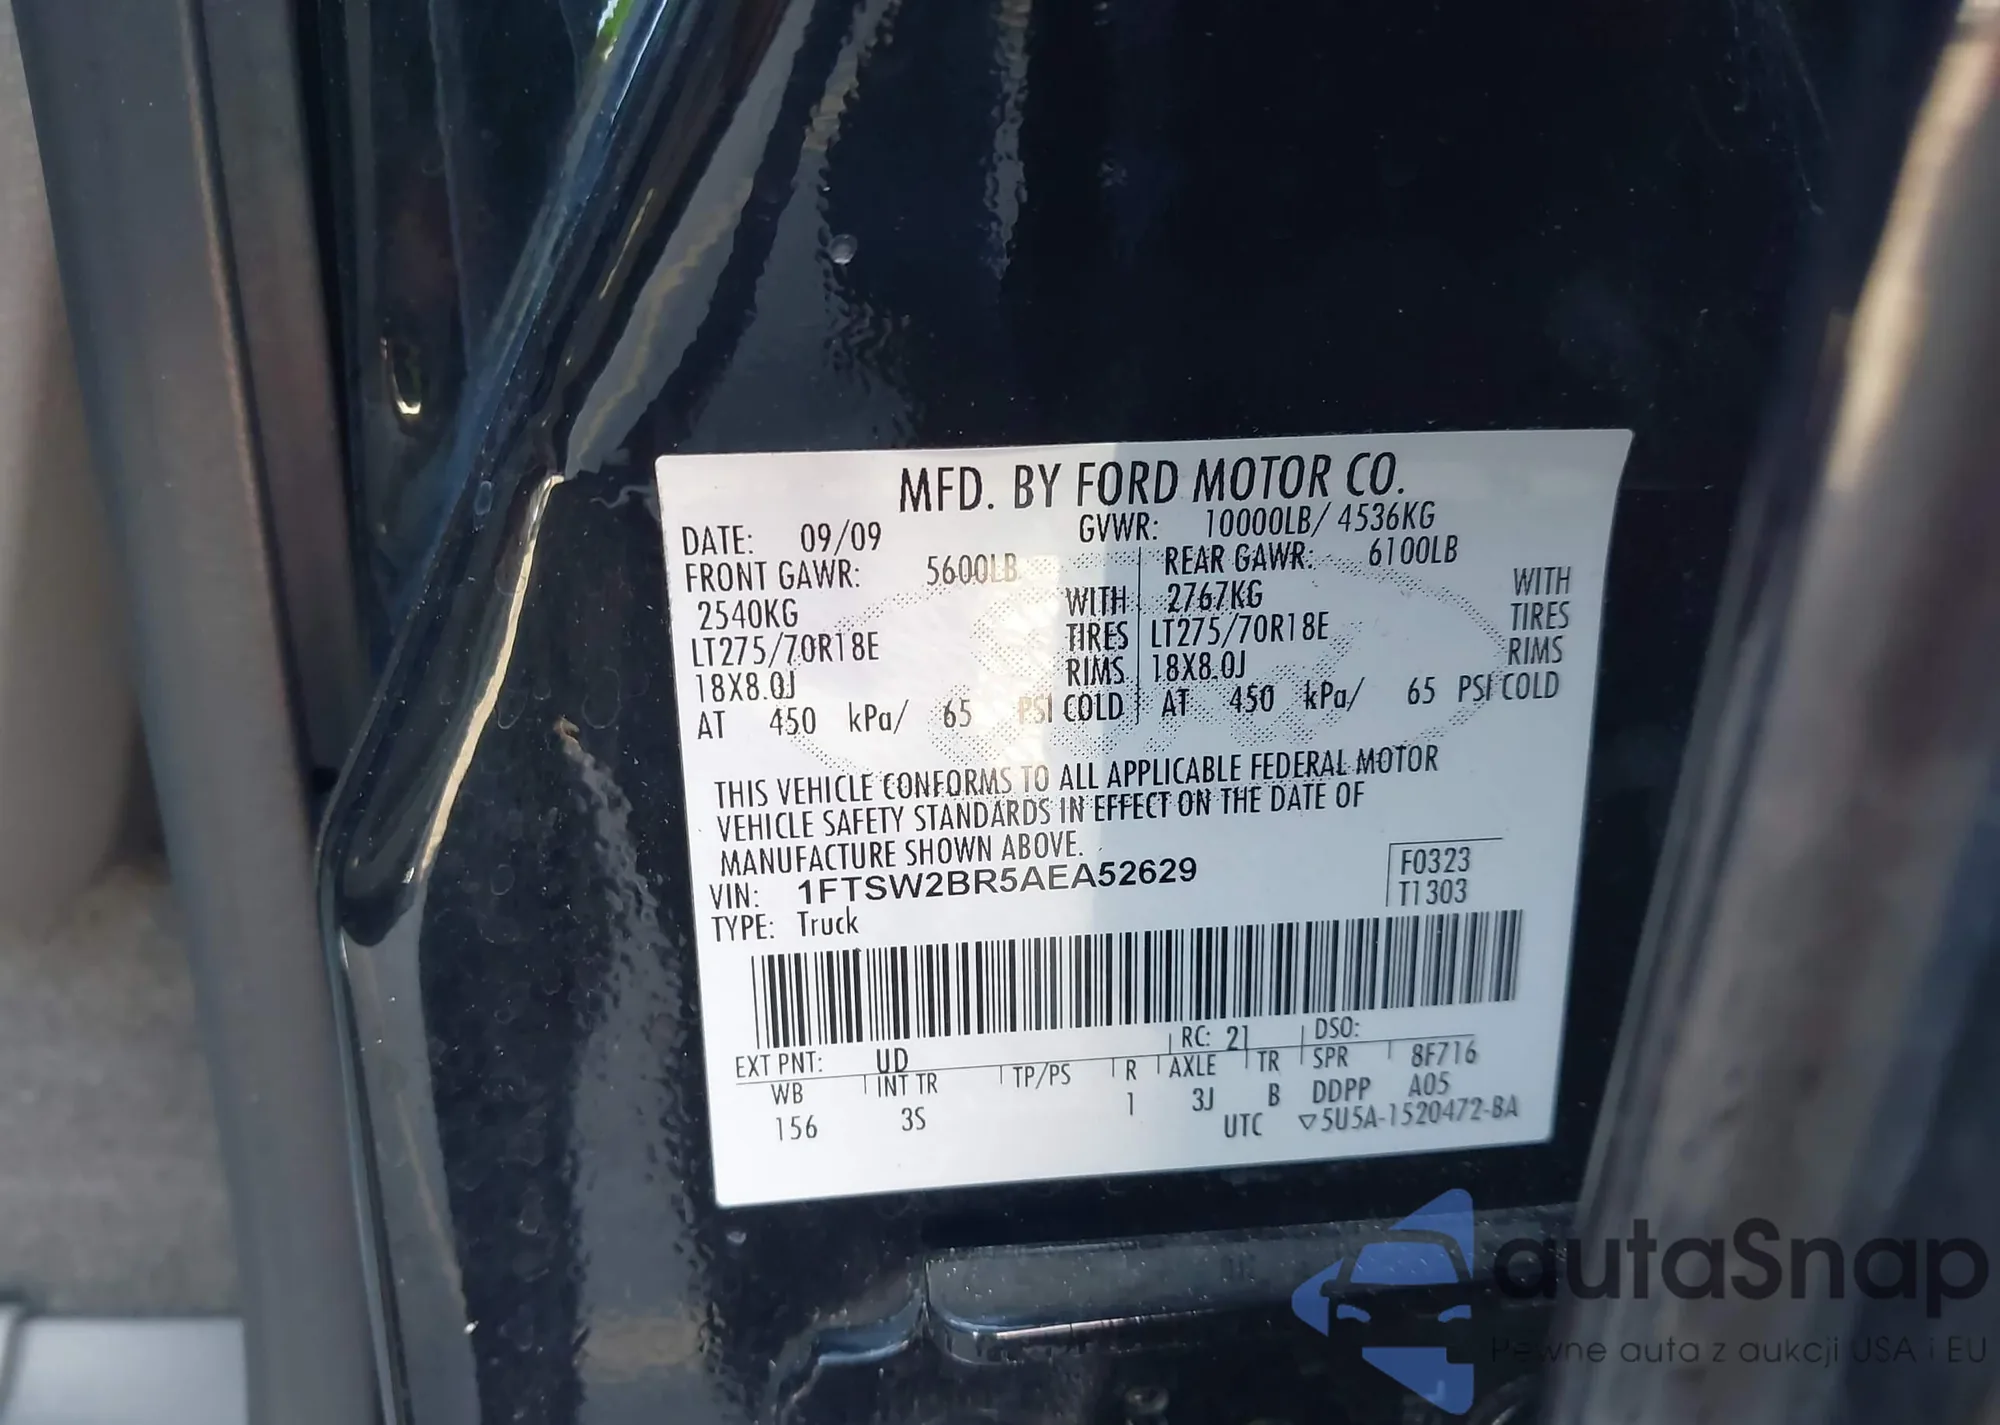 MFD. BY FORD MOTOR CO.
DATE: 09/09 GVWR: 10000LB/ 4536KG
FRONT GAWR: 5600LB REAR GAWR: 6100LB
2540KG WITH 2767KG WITH
LT275/70R18E TIRES LT275/70R18E TIRES
18X8.0J RIMS 18X8.0J RIMS
AT 450 kPa/ 65 PSI COLD AT 450 kPa/ 65 PSI COLD
THIS VEHICLE CONFORMS TO ALL APPLICABLE FEDERAL MOTOR
VEHICLE SAFETY STANDARDS IN EFFECT ON THE DATE OF
MANUFACTURE SHOWN ABOVE.
VIN: 1FTSW2BR5AEA52629 F0323
TYPE: Truck T1303
EXT PNT: UD RC: 21 DSO:
WB INT TR TP/PS R AXLE TR SPR 8F716
156 3S 1 3J B DDPP A05
UTC ▽5U5A-1520472-BA
autaSnap
Pewne auta z aukcji USA i EU